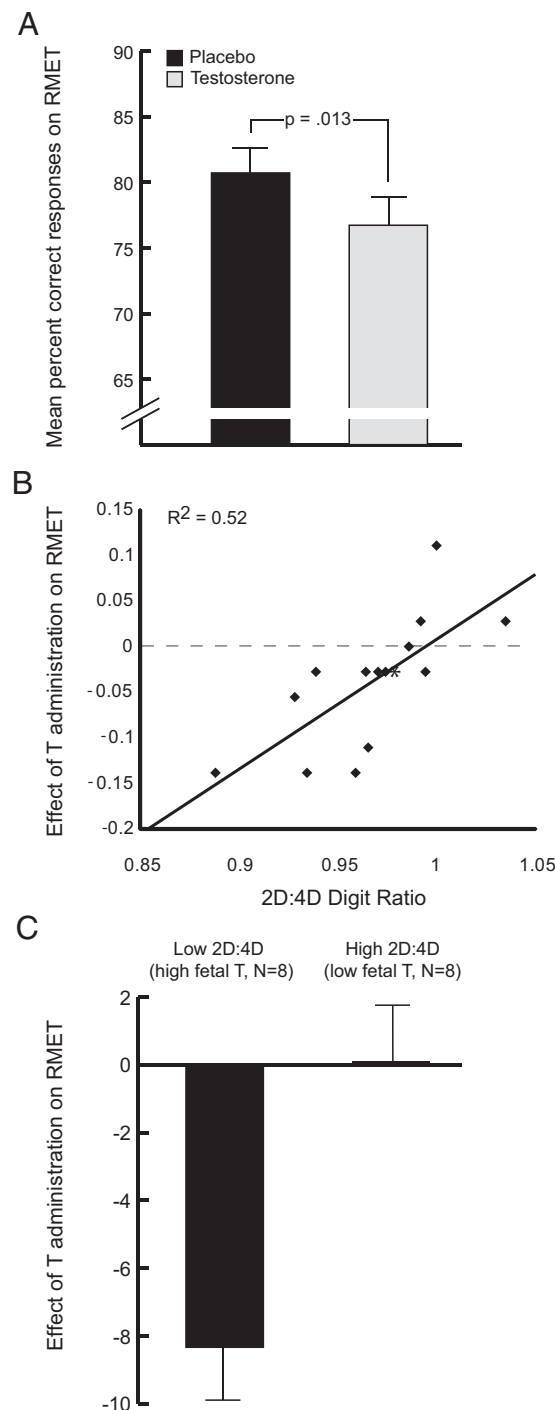 A
Mean percent correct responses on RMET
90
85
80
75
70
65
Placebo
Testosterone
p = .013
B
Effect of T administration on RMET
0.15
0.1
0.05
0
-0.05
-0.1
-0.15
-0.2
R2 = 0.52
*
0.85 0.9 0.95 1 1.05
2D:4D Digit Ratio
C
Low 2D:4D
(high fetal T, N=8)
High 2D:4D
(low fetal T, N=8)
Effect of T administration on RMET
2
0
-2
-4
-6
-8
-10